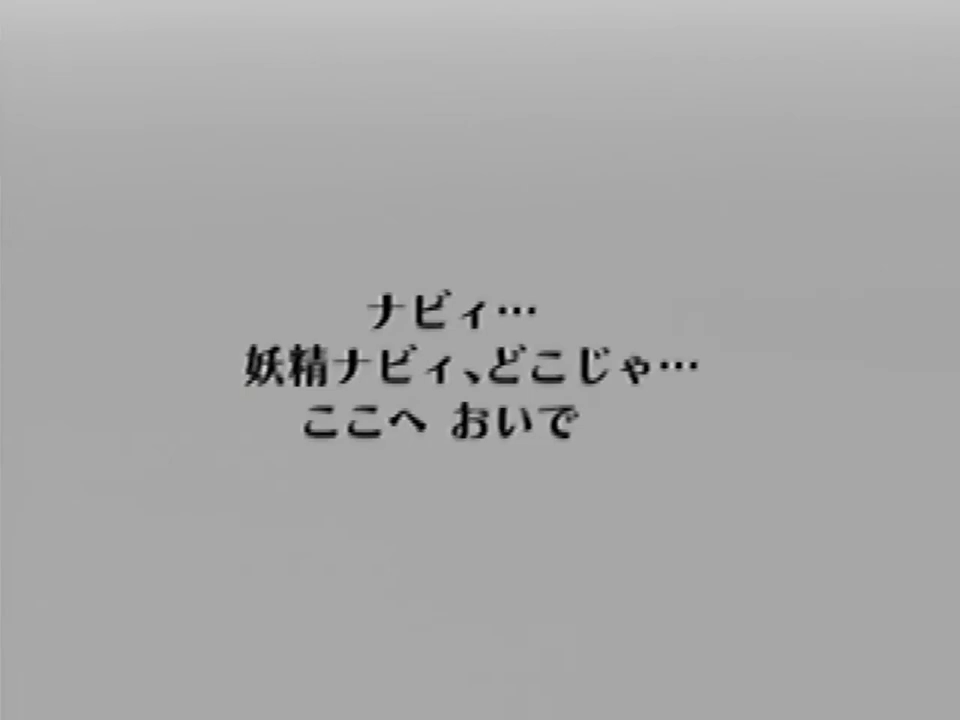 ナビィ…
妖精ナビィ、どこじゃ…
ここへ おいで